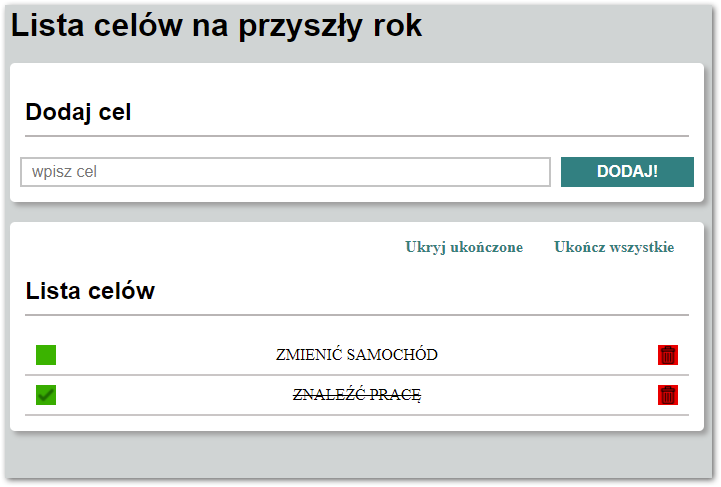 Lista celów na przyszły rok
Dodaj cel
wpisz cel
DODAJ!
Ukryj ukończone
Ukończ wszystkie
Lista celów
ZMIENIĆ SAMOCHÓD
ZNALEŹĆ PRACĘ